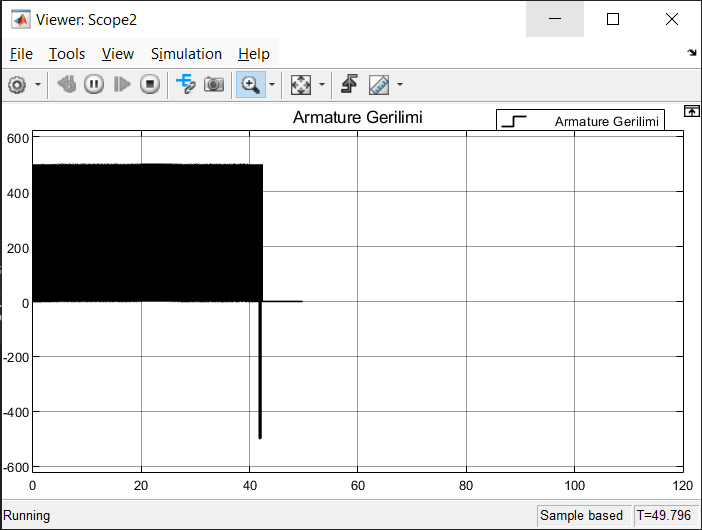 Viewer: Scope2
File Tools View Simulation Help
Armature Gerilimi
Armature Gerilimi
600
400
200
0
-200
-400
-600
0 20 40 60 80 100 120
Running Sample based T=49.796